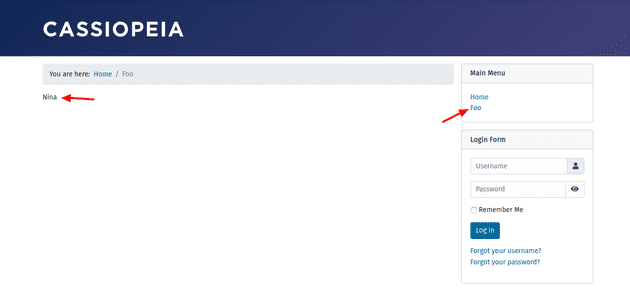 CASSIOPEIA
You are here: Home / Foo
Nina
Main Menu
Home
Foo
Login Form
Username
Password
Remember Me
Log in
Forgot your username?
Forgot your password?